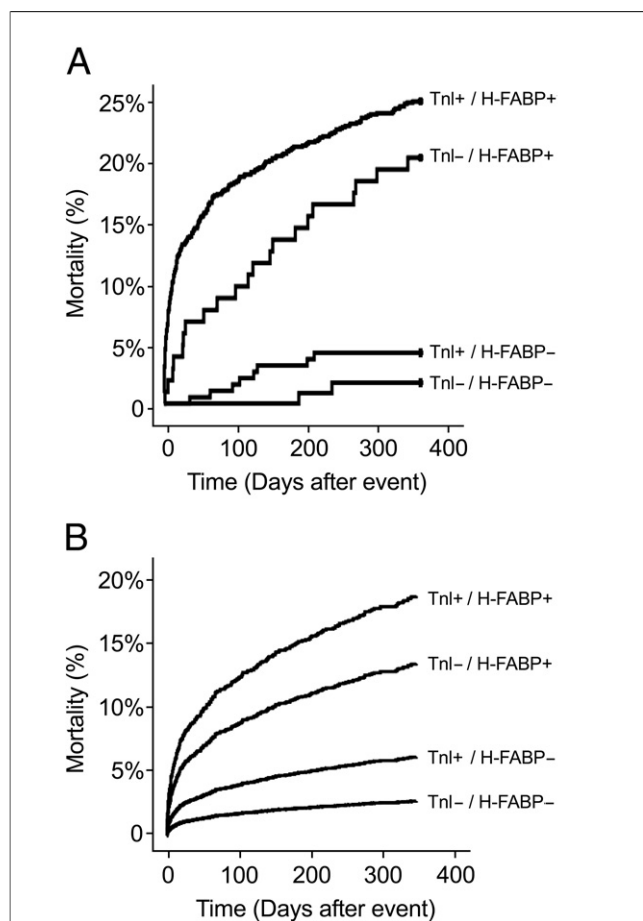 A
25%
20%
15%
10%
5%
0
Mortality (%)
TnI+ / H-FABP+
TnI− / H-FABP+
TnI+ / H-FABP−
TnI− / H-FABP−
0 100 200 300 400
Time (Days after event)
B
20%
15%
10%
5%
0
Mortality (%)
TnI+ / H-FABP+
TnI− / H-FABP+
TnI+ / H-FABP−
TnI− / H-FABP−
0 100 200 300 400
Time (Days after event)